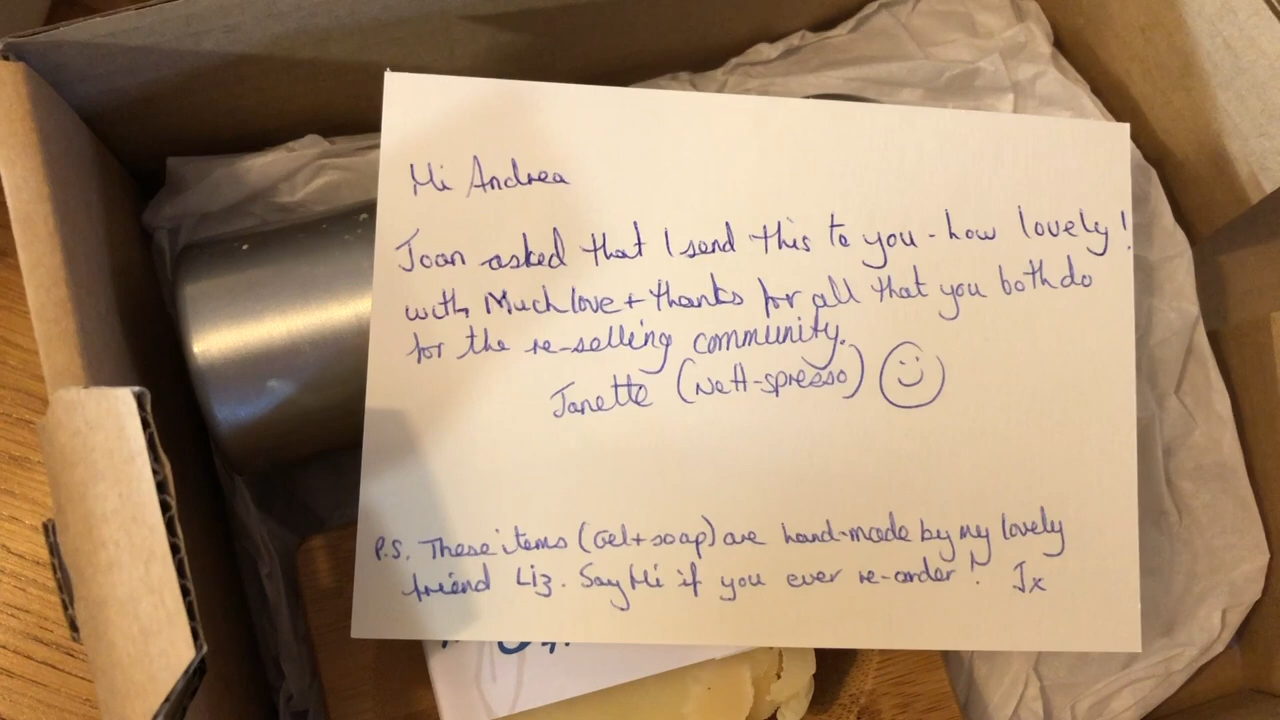 Hi Andrea
Joan asked that I send this to you - how lovely!
with Much love + thanks for all that you both do
for the re-selling community.
Janette (Nett-spresso)
P.S. These items (Gel + soap) are hand-made by my lovely
friend Liz. Say Hi if you ever re-order! Jx